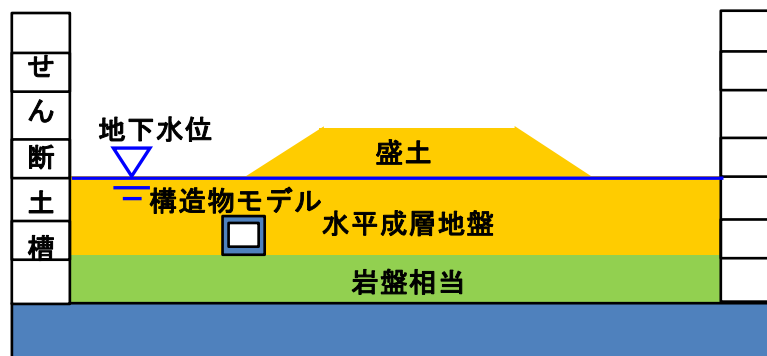 せん断土槽
地下水位
盛土
構造物モデル
水平成層地盤
岩盤相当